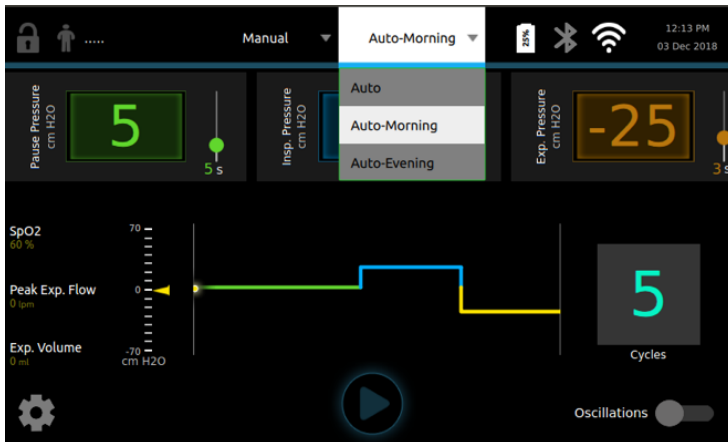 .....
Manual
Auto-Morning
25%
12:13 PM
03 Dec 2018
Pause Pressure
cm H2O
5
5 s
Insp. Pressure
cm H2O
Auto
Auto-Morning
Auto-Evening
Exp. Pressure
cm H2O
-25
3 s
SpO2
60 %
Peak Exp. Flow
0 lpm
Exp. Volume
0 ml
70
0
-70
cm H2O
5
Cycles
Oscillations